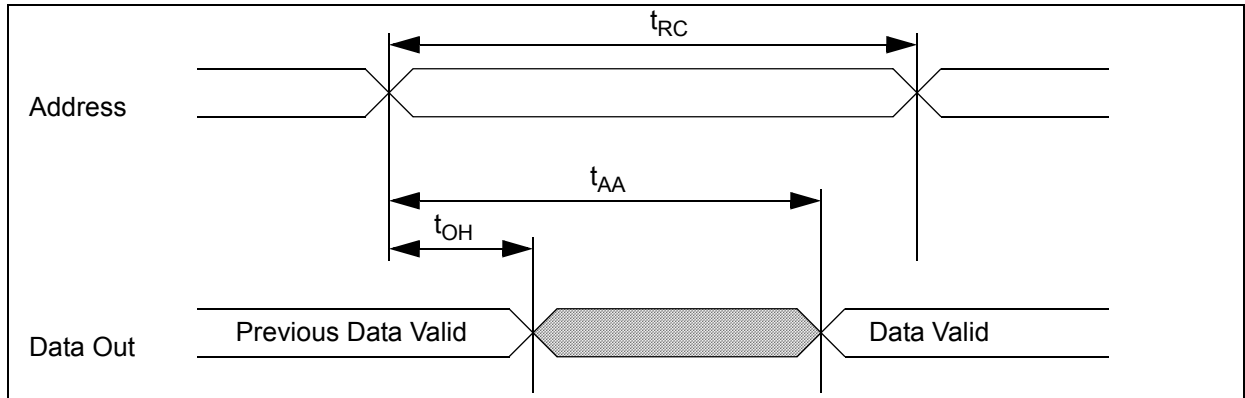 tRC
Address
tAA
tOH
Previous Data Valid
Data Valid
Data Out